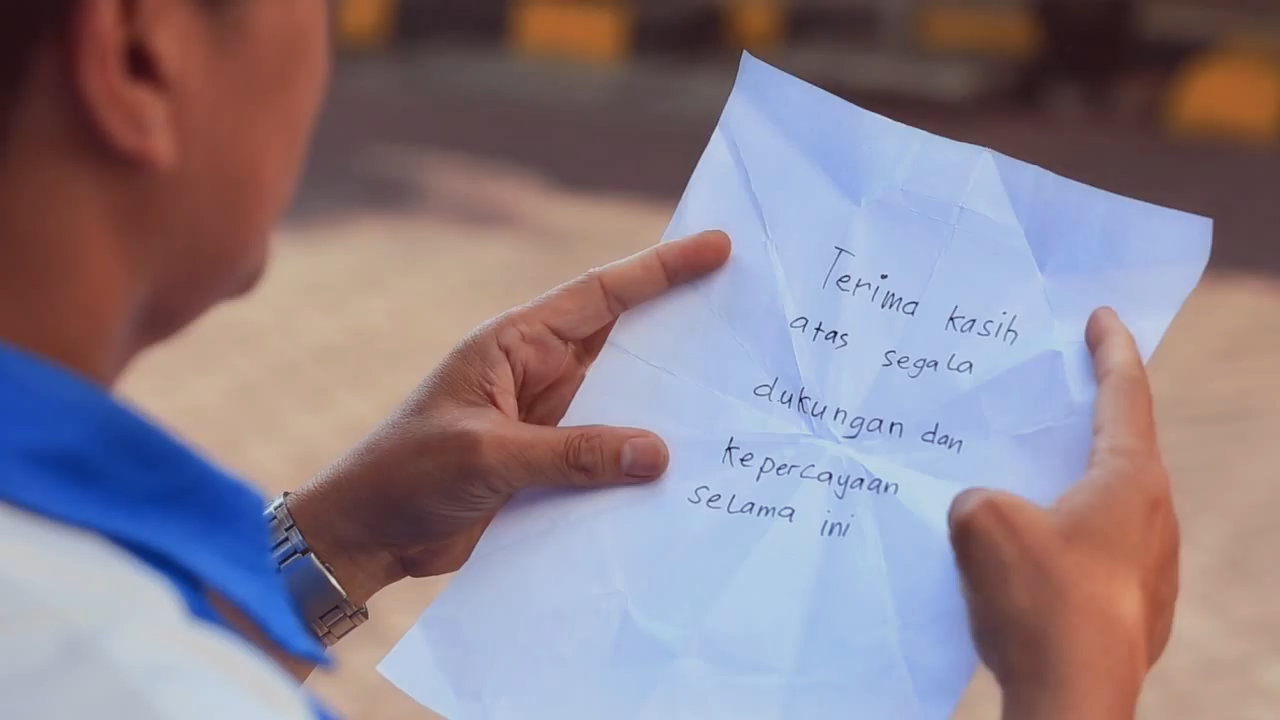 Terima kasih
atas segala
dukungan dan
kepercayaan
selama ini